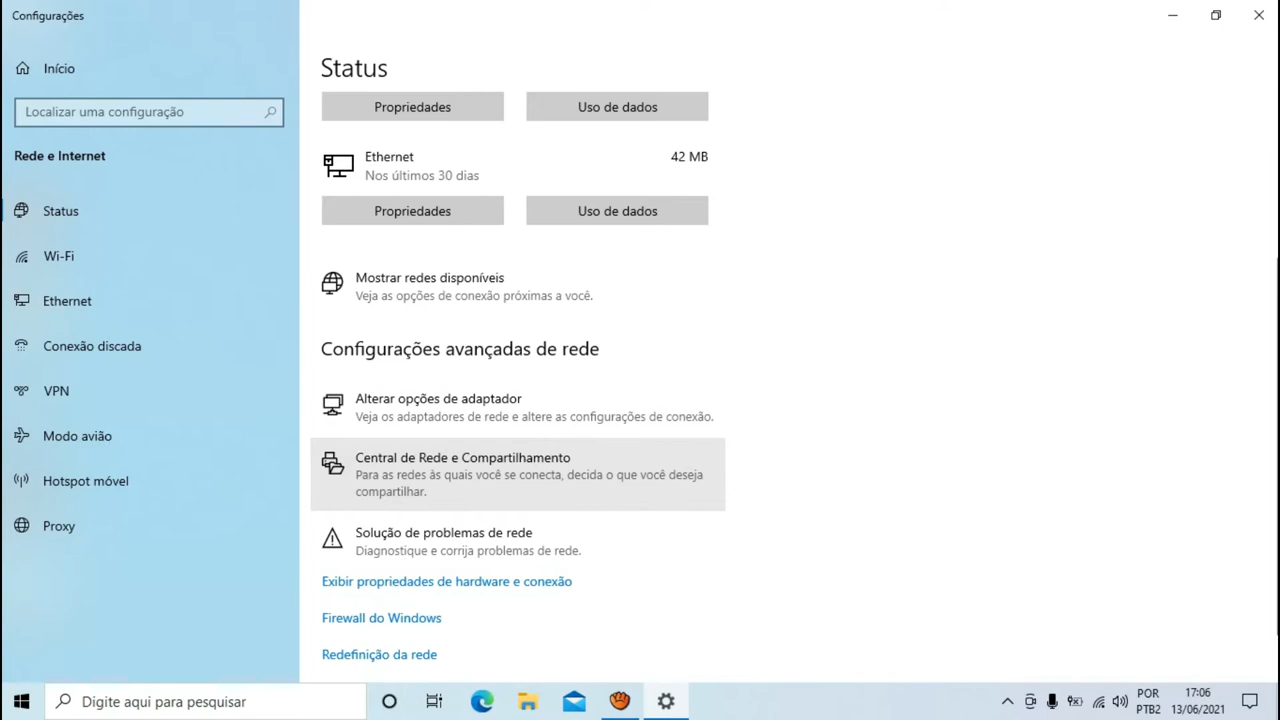 Configurações
Início
Localizar uma configuração
Rede e Internet
Status
Wi-Fi
Ethernet
Conexão discada
VPN
Modo avião
Hotspot móvel
Proxy
Status
Propriedades Uso de dados
Ethernet 42 MB
Nos últimos 30 dias
Propriedades Uso de dados
Mostrar redes disponíveis
Veja as opções de conexão próximas a você.
Configurações avançadas de rede
Alterar opções de adaptador
Veja os adaptadores de rede e altere as configurações de conexão.
Central de Rede e Compartilhamento
Para as redes às quais você se conecta, decida o que você deseja
compartilhar.
Solução de problemas de rede
Diagnostique e corrija problemas de rede.
Exibir propriedades de hardware e conexão
Firewall do Windows
Redefinição da rede
Digite aqui para pesquisar
POR 17:06
PTB2 13/06/2021